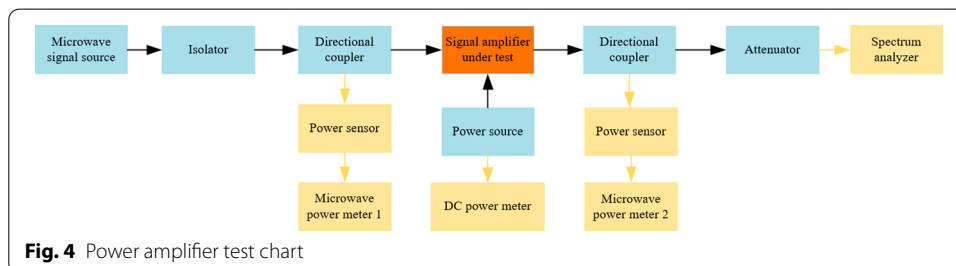 Microwave
signal source
Isolator
Directional
coupler
Signal amplifier
under test
Directional
coupler
Attenuator
Spectrum
analyzer
Power sensor
Power source
Power sensor
Microwave
power meter 1
DC power meter
Microwave
power meter 2
Fig. 4 Power amplifier test chart